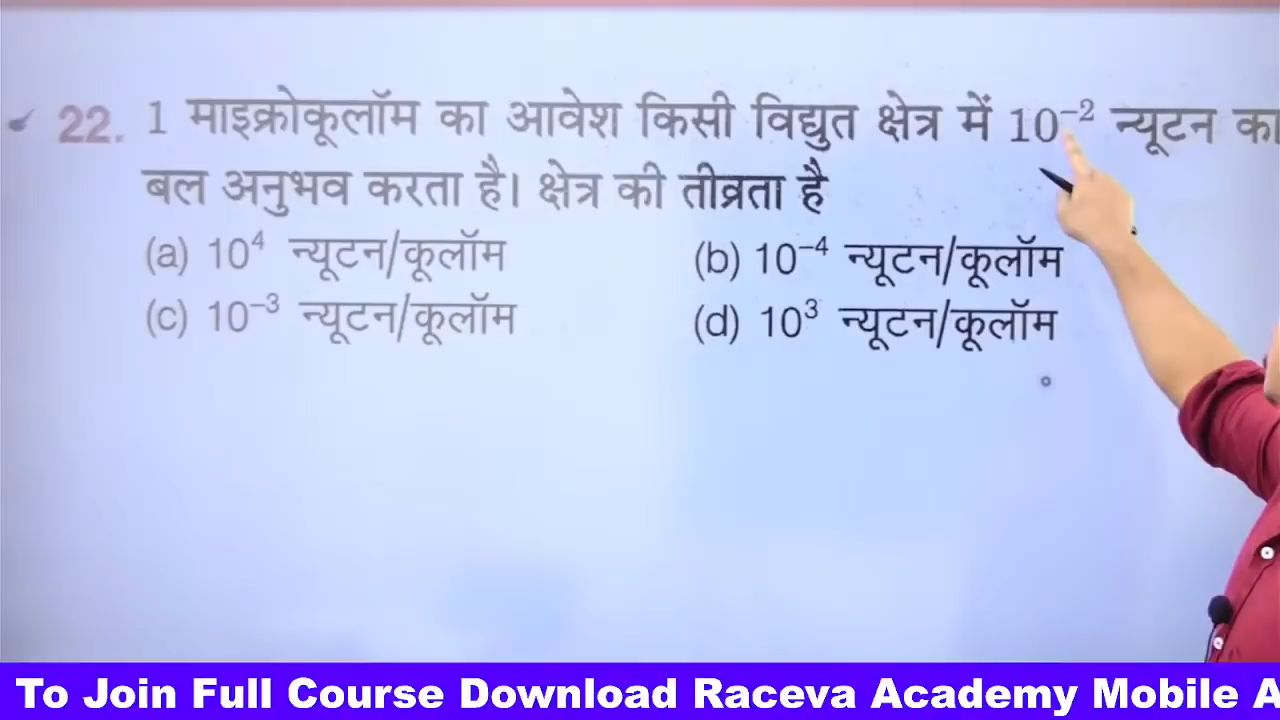 22. 1 माइक्रोकूलॉम का आवेश किसी विद्युत क्षेत्र में 10⁻² न्यूटन का
बल अनुभव करता है। क्षेत्र की तीव्रता है
(a) 10⁴ न्यूटन/कूलॉम (b) 10⁻⁴ न्यूटन/कूलॉम
(c) 10⁻³ न्यूटन/कूलॉम (d) 10³ न्यूटन/कूलॉम
To Join Full Course Download Raceva Academy Mobile A